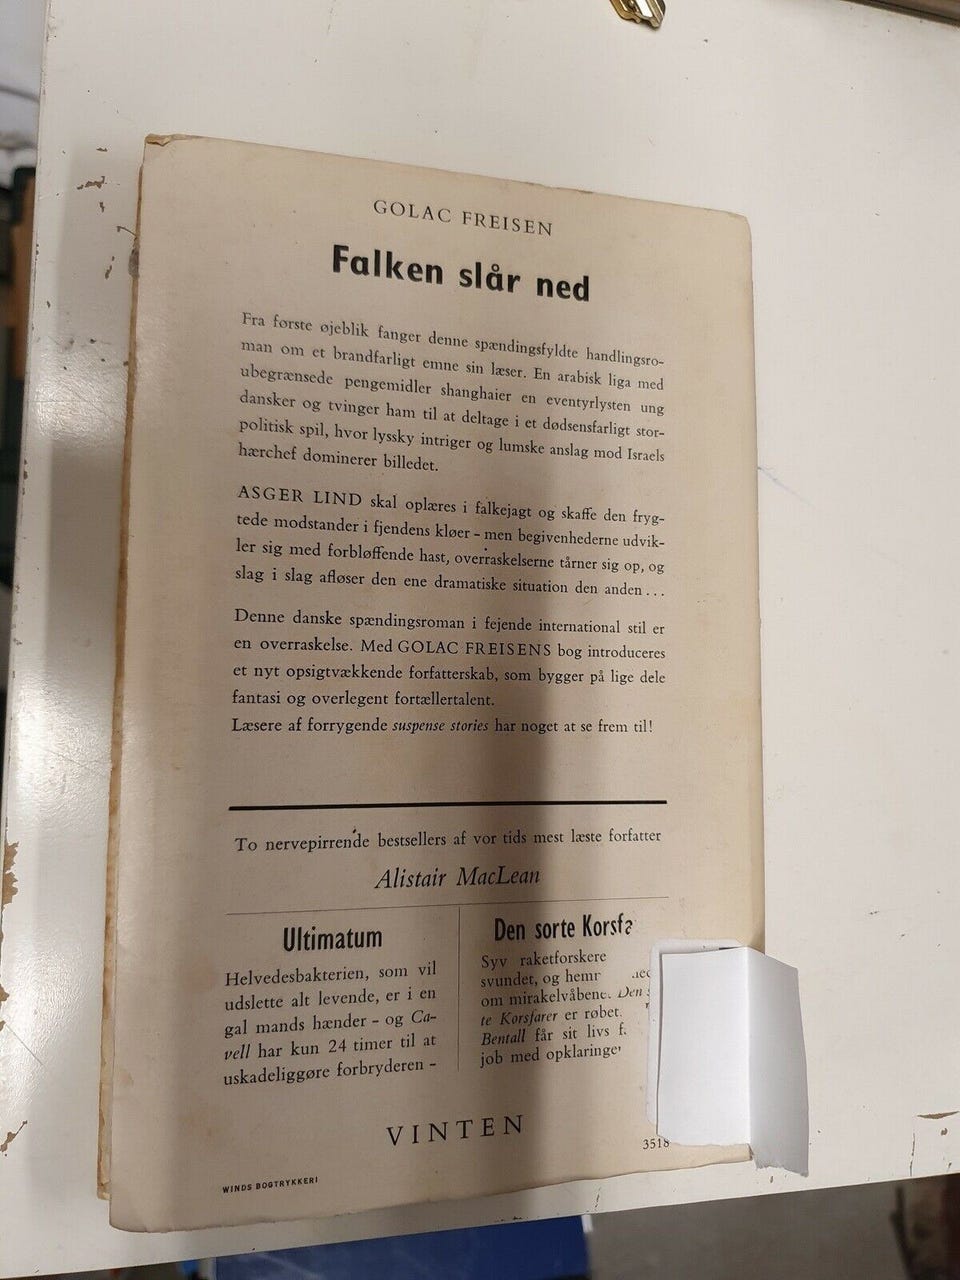 GOLAC FREISEN
Falken slår ned
Fra første øjeblik fanger denne spændingsfyldte handlingsro-
man om et brandfarligt emne sin læser. En arabisk liga med
ubegrænsede pengemidler shanghaier en eventyrlysten ung
dansker og tvinger ham til at deltage i et dødsensfarligt stor-
politisk spil, hvor lyssky intriger og lumske anslag mod Israels
hærchef dominerer billedet.
ASGER LIND skal oplæres i falkejagt og skaffe den fryg-
tede modstander i fjendens kløer – men begivenhederne udvik-
ler sig med forbløffende hast, overraskelserne tårner sig op, og
slag i slag afløser den ene dramatiske situation den anden . . .
Denne danske spændingsroman i fejende international stil er
en overraskelse. Med GOLAC FREISENS bog introduceres
et nyt opsigtvækkende forfatterskab, som bygger på lige dele
fantasi og overlegent fortællertalent.
Læsere af forrygende suspense stories har noget at se frem til!
To nervepirrende bestsellers af vor tids mest læste forfatter
Alistair MacLean
Ultimatum
Helvedesbakterien, som vil
udslette alt levende, er i en
gal mands hænder – og Ca-
vell har kun 24 timer til at
uskadeliggøre forbryderen –
Den sorte
Syv raketforskere
svundet, og
om mirakelvåbene. Den
te Korsfarer er
Bentall får sit livs
job med
VINTEN
3518
WINDS BOGTRYKKERI